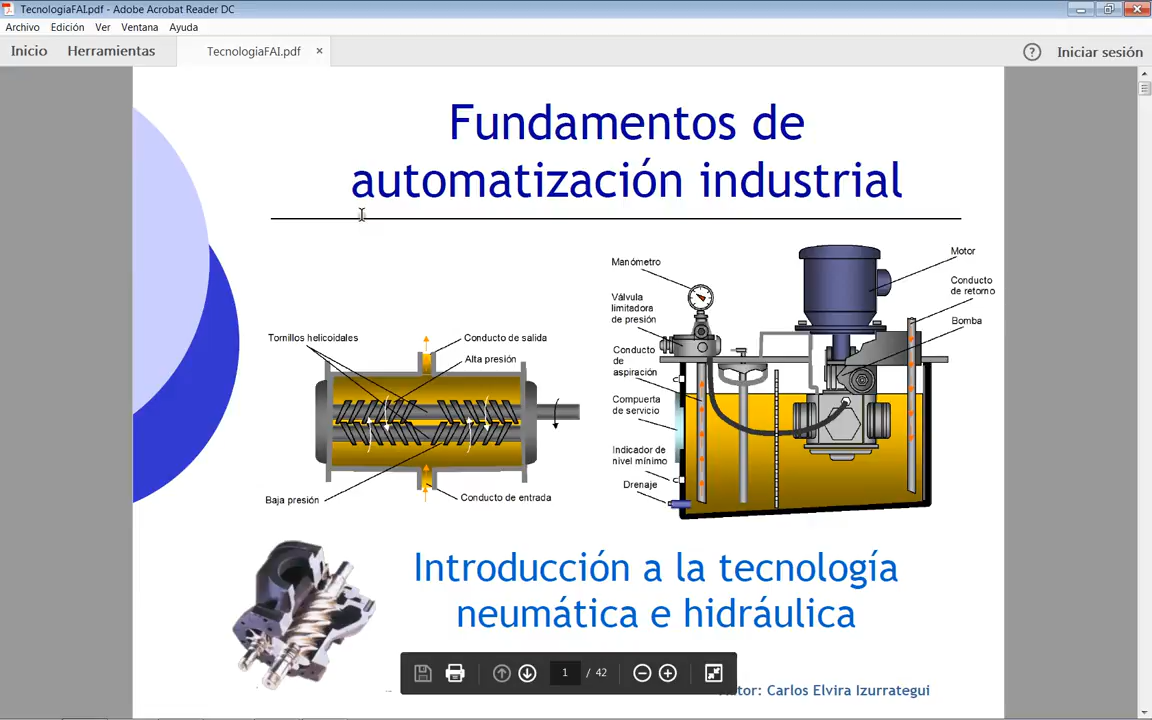 TecnologiaFAI.pdf - Adobe Acrobat Reader DC
Archivo Edición Ver Ventana Ayuda
Inicio Herramientas TecnologiaFAI.pdf × Iniciar sesión
Fundamentos de
automatización industrial
Tornillos helicoidales
Conducto de salida
Alta presión
Baja presión
Conducto de entrada
Manómetro
Válvula
limitadora
de presión
Conducto
de
aspiración
Compuerta
de servicio
Indicador de
nivel mínimo
Drenaje
Motor
Conducto
de retorno
Bomba
Introducción a la tecnología
neumática e hidráulica
1 / 42
Carlos Elvira Izurrategui